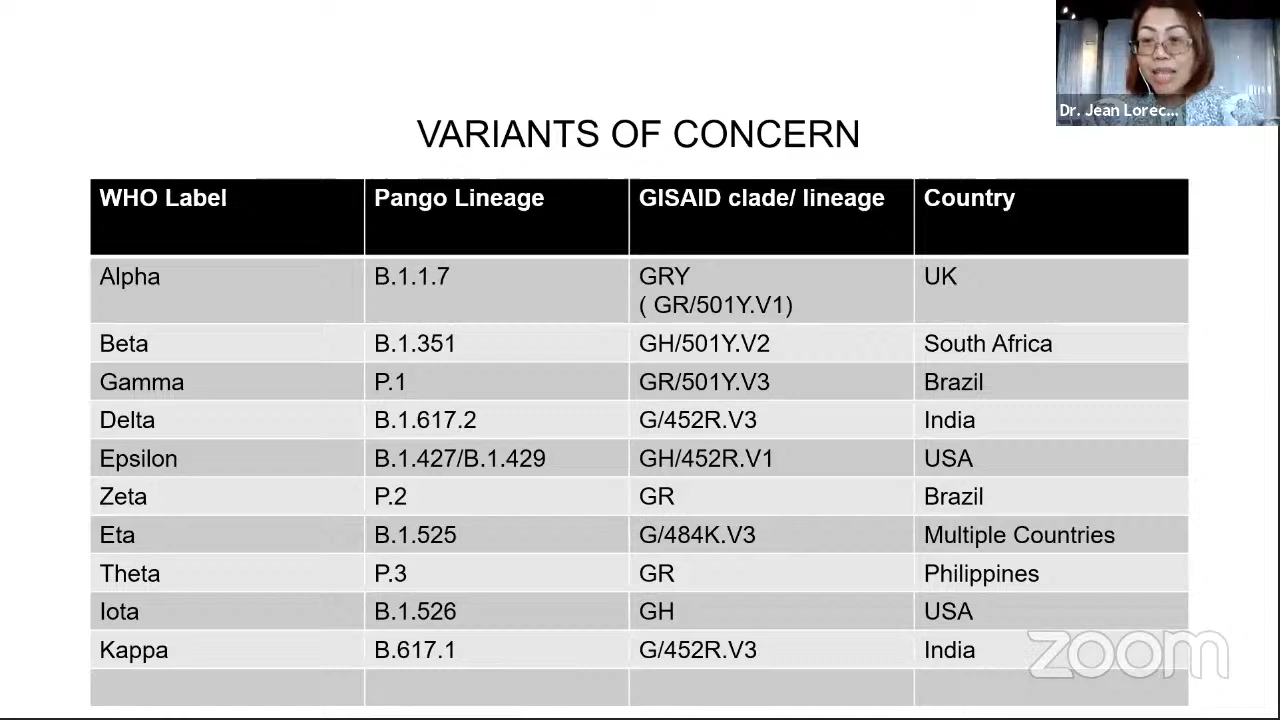 Dr. Jean Lorec...
VARIANTS OF CONCERN
WHO Label Pango Lineage GISAID clade/ lineage Country
Alpha B.1.1.7 GRY UK
( GR/501Y.V1)
Beta B.1.351 GH/501Y.V2 South Africa
Gamma P.1 GR/501Y.V3 Brazil
Delta B.1.617.2 G/452R.V3 India
Epsilon B.1.427/B.1.429 GH/452R.V1 USA
Zeta P.2 GR Brazil
Eta B.1.525 G/484K.V3 Multiple Countries
Theta P.3 GR Philippines
Iota B.1.526 GH USA
Kappa B.617.1 G/452R.V3 India
zoom